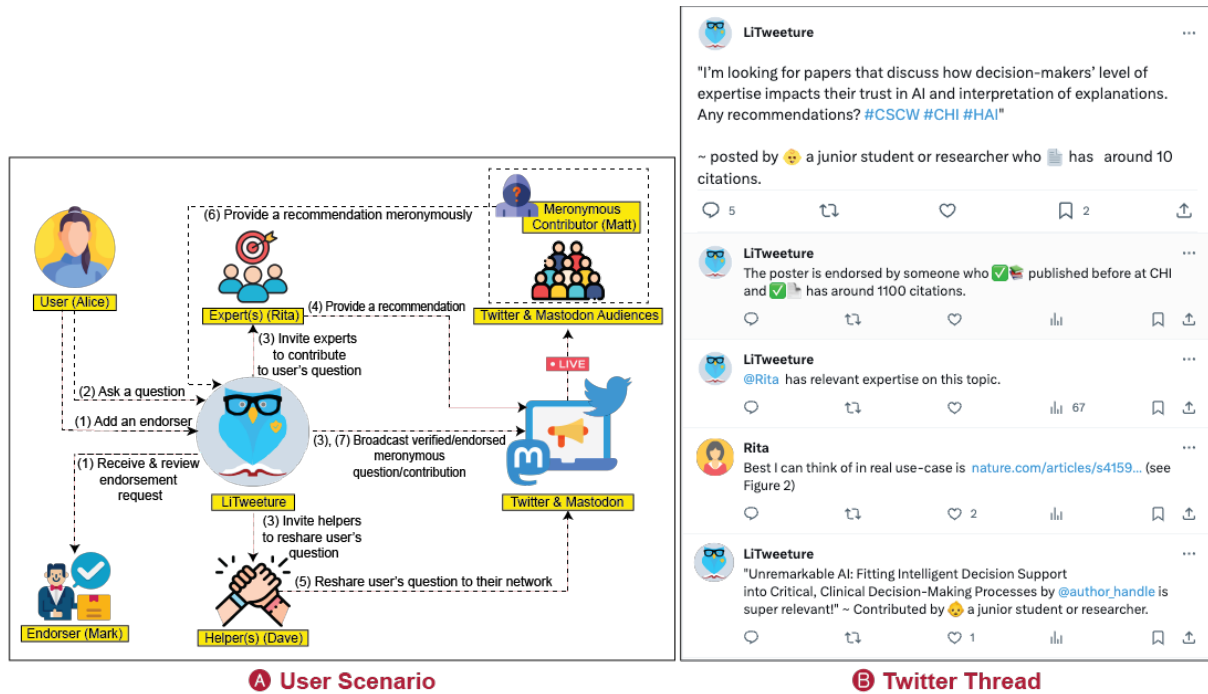 (6) Provide a recommendation meronymously
?
Meronymous
Contributor (Matt)
User (Alice)
Expert(s) (Rita)
(4) Provide a recommendation
Twitter & Mastodon Audiences
(3) Invite experts
to contribute
to user's question
LIVE
(2) Ask a question
(1) Add an endorser
(3), (7) Broadcast verified/endorsed
meronymous
question/contribution
m
(1) Receive & review
endorsement
request
LiTweeture
Twitter & Mastodon
(3) Invite helpers
to reshare user's
question
(5) Reshare user's question to their network
Endorser (Mark)
Helper(s) (Dave)
A User Scenario
LiTweeture
"I'm looking for papers that discuss how decision-makers' level of
expertise impacts their trust in AI and interpretation of explanations.
Any recommendations? #CSCW #CHI #HAI"
~ posted by 👶 a junior student or researcher who 📄 has around 10
citations.
5 2
LiTweeture
The poster is endorsed by someone who ✅📚 published before at CHI
and ✅📑 has around 1100 citations.
LiTweeture
@Rita has relevant expertise on this topic.
67
Rita
Best I can think of in real use-case is nature.com/articles/s4159... (see
Figure 2)
2
LiTweeture
"Unremarkable AI: Fitting Intelligent Decision Support
into Critical, Clinical Decision-Making Processes by @author_handle is
super relevant!" ~ Contributed by 👶 a junior student or researcher.
1
B Twitter Thread